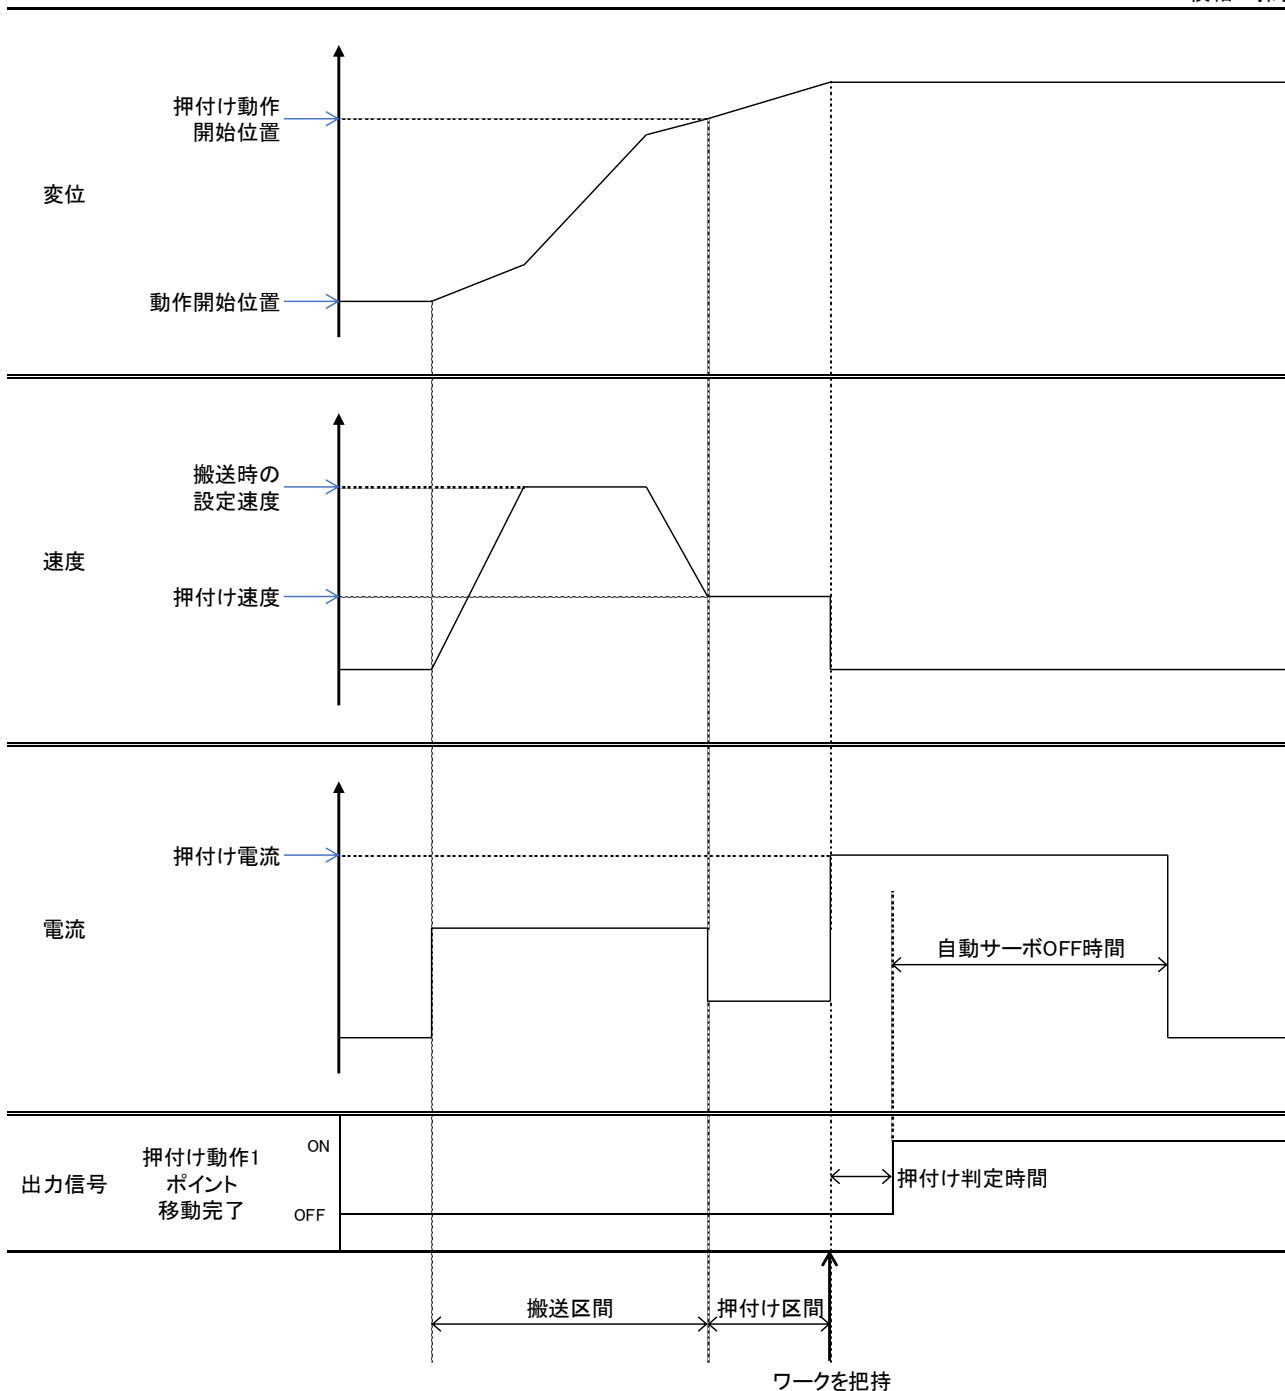 押付け動作
開始位置
変位
動作開始位置
搬送時の
設定速度
速度
押付け速度
押付け電流
電流
自動サーボOFF時間
ON
押付け動作1
出力信号
ポイント
押付け判定時間
移動完了
OFF
搬送区間
押付け区間
ワークを把持